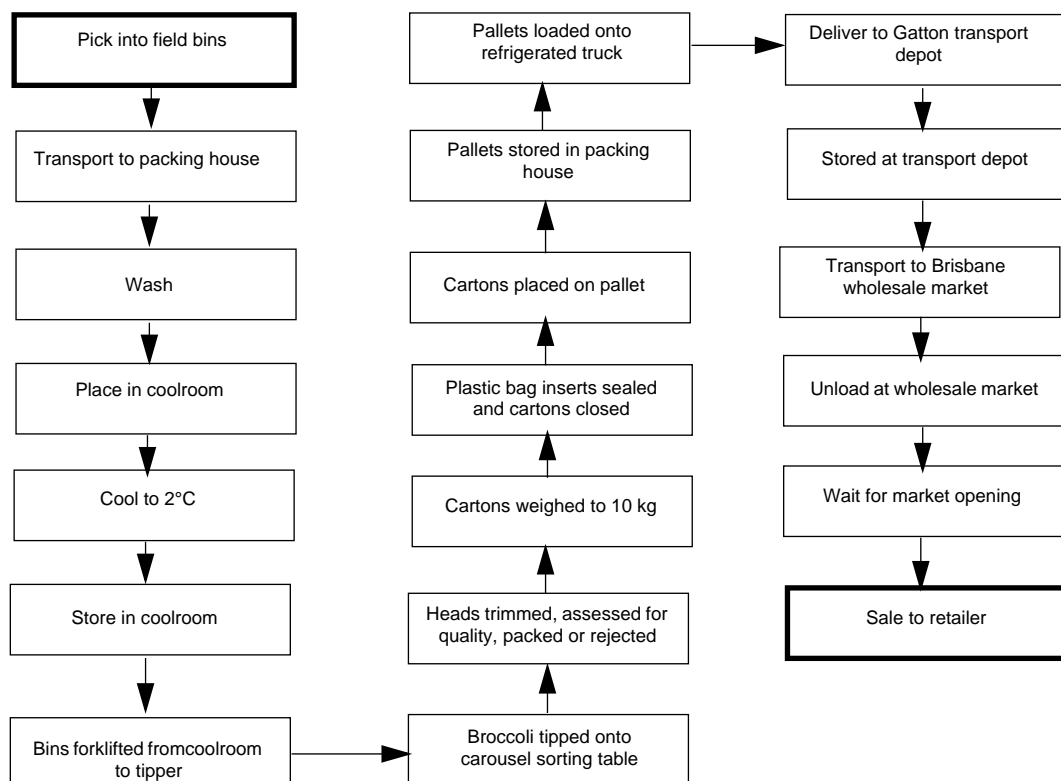 Pick into field bins
Transport to packing house
Wash
Place in coolroom
Cool to 2°C
Store in coolroom
Bins forklifted fromcoolroom
to tipper
Broccoli tipped onto
carousel sorting table
Heads trimmed, assessed for
quality, packed or rejected
Cartons weighed to 10 kg
Plastic bag inserts sealed
and cartons closed
Cartons placed on pallet
Pallets stored in packing
house
Pallets loaded onto
refrigerated truck
Deliver to Gatton transport
depot
Stored at transport depot
Transport to Brisbane
wholesale market
Unload at wholesale market
Wait for market opening
Sale to retailer